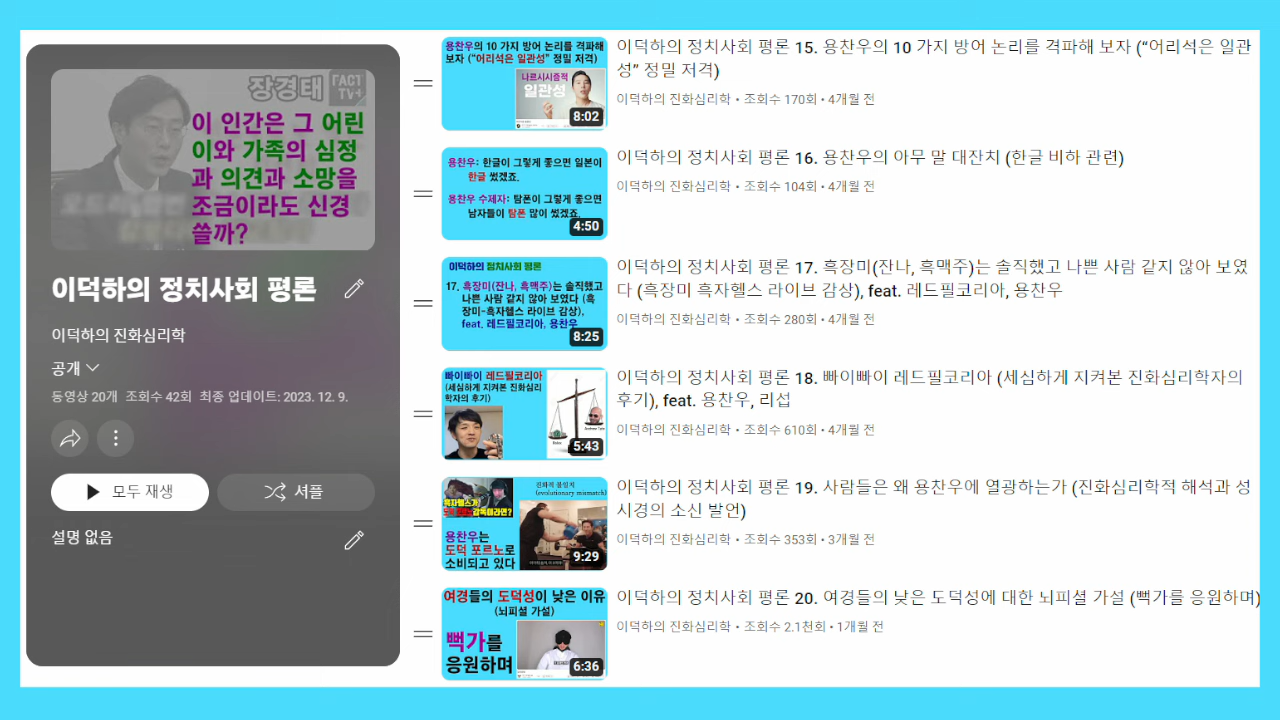 장경태
FACT
TV+
이 인간은 그 어린
이와 가족의 심정
과 의견과 소망을
조금이라도 신경
쓸까?
이덕하의 정치사회 평론
이덕하의 진화심리학
공개
동영상 20개 조회수 42회 최종 업데이트: 2023. 12. 9.
모두 재생
셔플
설명 없음
용찬우의 10 가지 방어 논리를 격파해
보자 (“어리석은 일관성” 정밀 저격)
나르시시즘적
일관성
8:02
이덕하의 정치사회 평론 15. 용찬우의 10 가지 방어 논리를 격파해 보자 (“어리석은 일관
성” 정밀 저격)
이덕하의 진화심리학 • 조회수 170회 • 4개월 전
용찬우: 한글이 그렇게 좋으면 일본이
한글 썼겠죠.
용찬우 수제자: 탐폰이 그렇게 좋으면
남자들이 탐폰 많이 썼겠죠.
4:50
이덕하의 정치사회 평론 16. 용찬우의 아무 말 대잔치 (한글 비하 관련)
이덕하의 진화심리학 • 조회수 104회 • 4개월 전
이덕하의 정치사회 평론
17. 흑장미(잔나, 흑맥주)는 솔직했고
나쁜 사람 같지 않아 보였다 (흑
장미-흑자헬스 라이브 감상),
feat. 레드필코리아, 용찬우
8:25
이덕하의 정치사회 평론 17. 흑장미(잔나, 흑맥주)는 솔직했고 나쁜 사람 같지 않아 보였
다 (흑장미 흑자헬스 라이브 감상), feat. 레드필코리아, 용찬우
이덕하의 진화심리학 • 조회수 280회 • 4개월 전
빠이빠이 레드필코리아
(세심하게 지켜본 진화심리
학자의 후기)
5:43
이덕하의 정치사회 평론 18. 빠이빠이 레드필코리아 (세심하게 지켜본 진화심리학자의
후기), feat. 용찬우, 리섭
이덕하의 진화심리학 • 조회수 610회 • 4개월 전
진화적 불일치
(evolutionary mismatch)
흑자헬스가
감독이라면?
용찬우는
도덕 포르노로
소비되고 있다
9:29
이덕하의 정치사회 평론 19. 사람들은 왜 용찬우에 열광하는가 (진화심리학적 해석과 성
시경의 소신 발언)
이덕하의 진화심리학 • 조회수 353회 • 3개월 전
여경들의 도덕성이 낮은 이유
(뇌피셜 가설)
뻑가를
응원하며
6:36
이덕하의 정치사회 평론 20. 여경들의 낮은 도덕성에 대한 뇌피셜 가설 (뻑가를 응원하며)
이덕하의 진화심리학 • 조회수 2.1천회 • 1개월 전